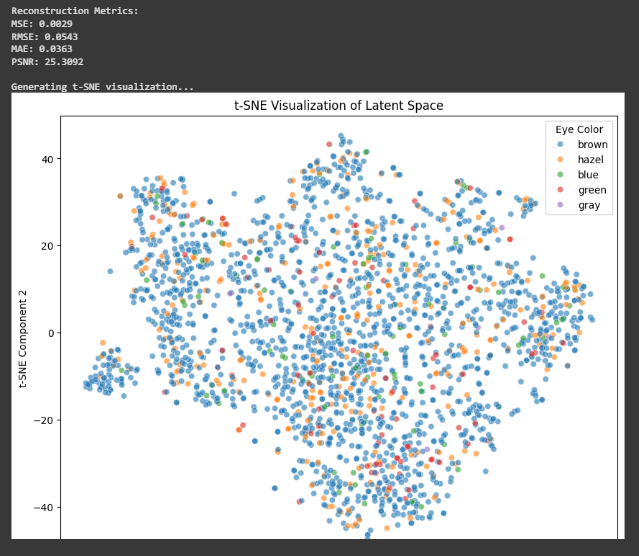 Reconstruction Metrics:
MSE: 0.0029
RMSE: 0.0543
MAE: 0.0363
PSNR: 25.3092
Generating t-SNE visualization...
t-SNE Visualization of Latent Space
Eye Color
brown
hazel
blue
green
gray
40
20
0
−20
−40
t-SNE Component 2